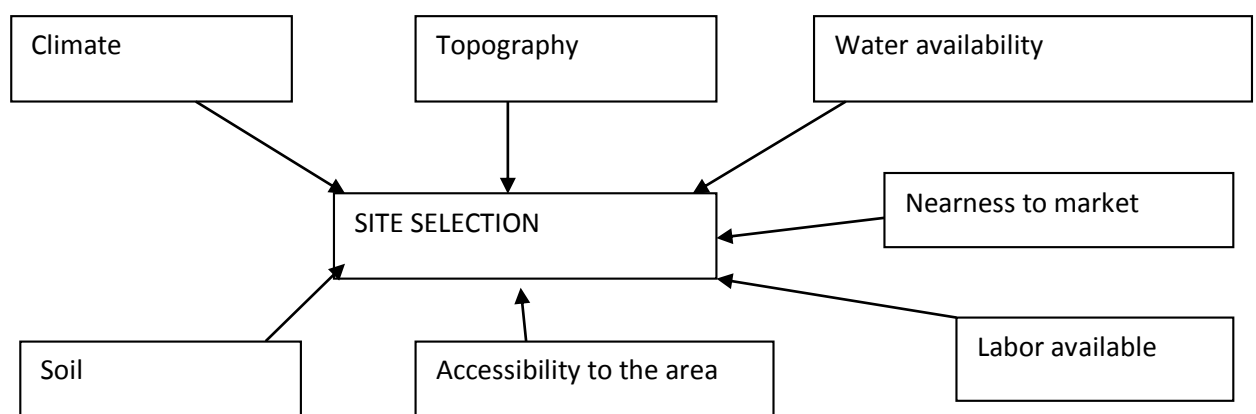 Climate
Topography
Water availability
SITE SELECTION
Nearness to market
Soil
Accessibility to the area
Labor available